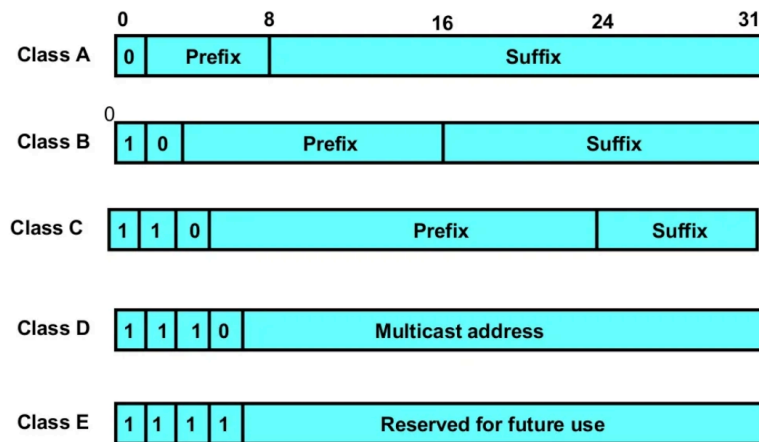 0 8 16 24 31
Class A 0 Prefix Suffix
0
Class B 1 0 Prefix Suffix
Class C 1 1 0 Prefix Suffix
Class D 1 1 1 0 Multicast address
Class E 1 1 1 1 Reserved for future use